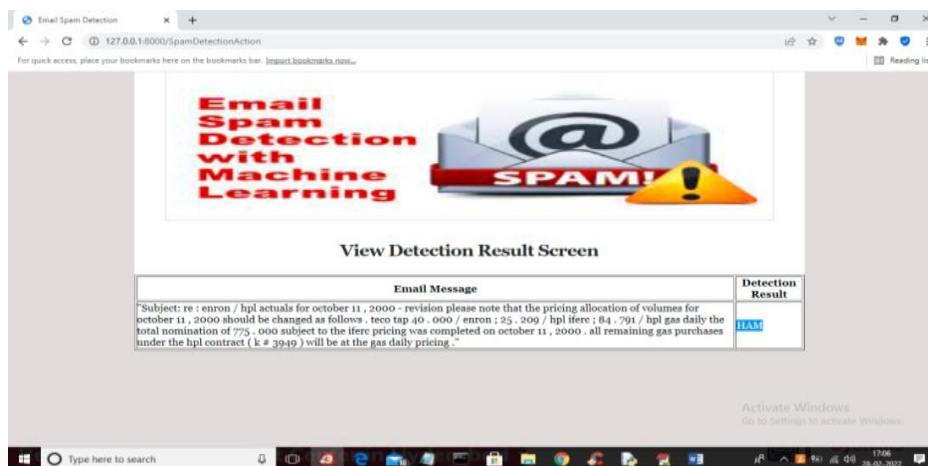 Email Spam Detection
127.0.0.1:8000/SpamDetectionAction
For quick access, place your bookmarks here on the bookmarks bar. Import bookmarks now...
Reading lis
Email
Spam
Detection
with
Machine
Learning
@
SPAM!
View Detection Result Screen
Email Message
Detection
Result
"Subject: re : enron / hpl actuals for october 11 , 2000 - revision please note that the pricing allocation of volumes for
october 11 , 2000 should be changed as follows . teco tap 40 . 000 / enron ; 25 . 209 / hpl iferc ; 84 . 791 / hpl gas daily the
total nomination of 775 . 000 subject to the iferc pricing was completed on october 11 , 2000 . all remaining gas purchases
under the hpl contract ( k # 3949 ) will be at the gas daily pricing ."
HAM
Activate Windows
Go to Settings to activate Windows.
Type here to search
17:06
28-02-2022